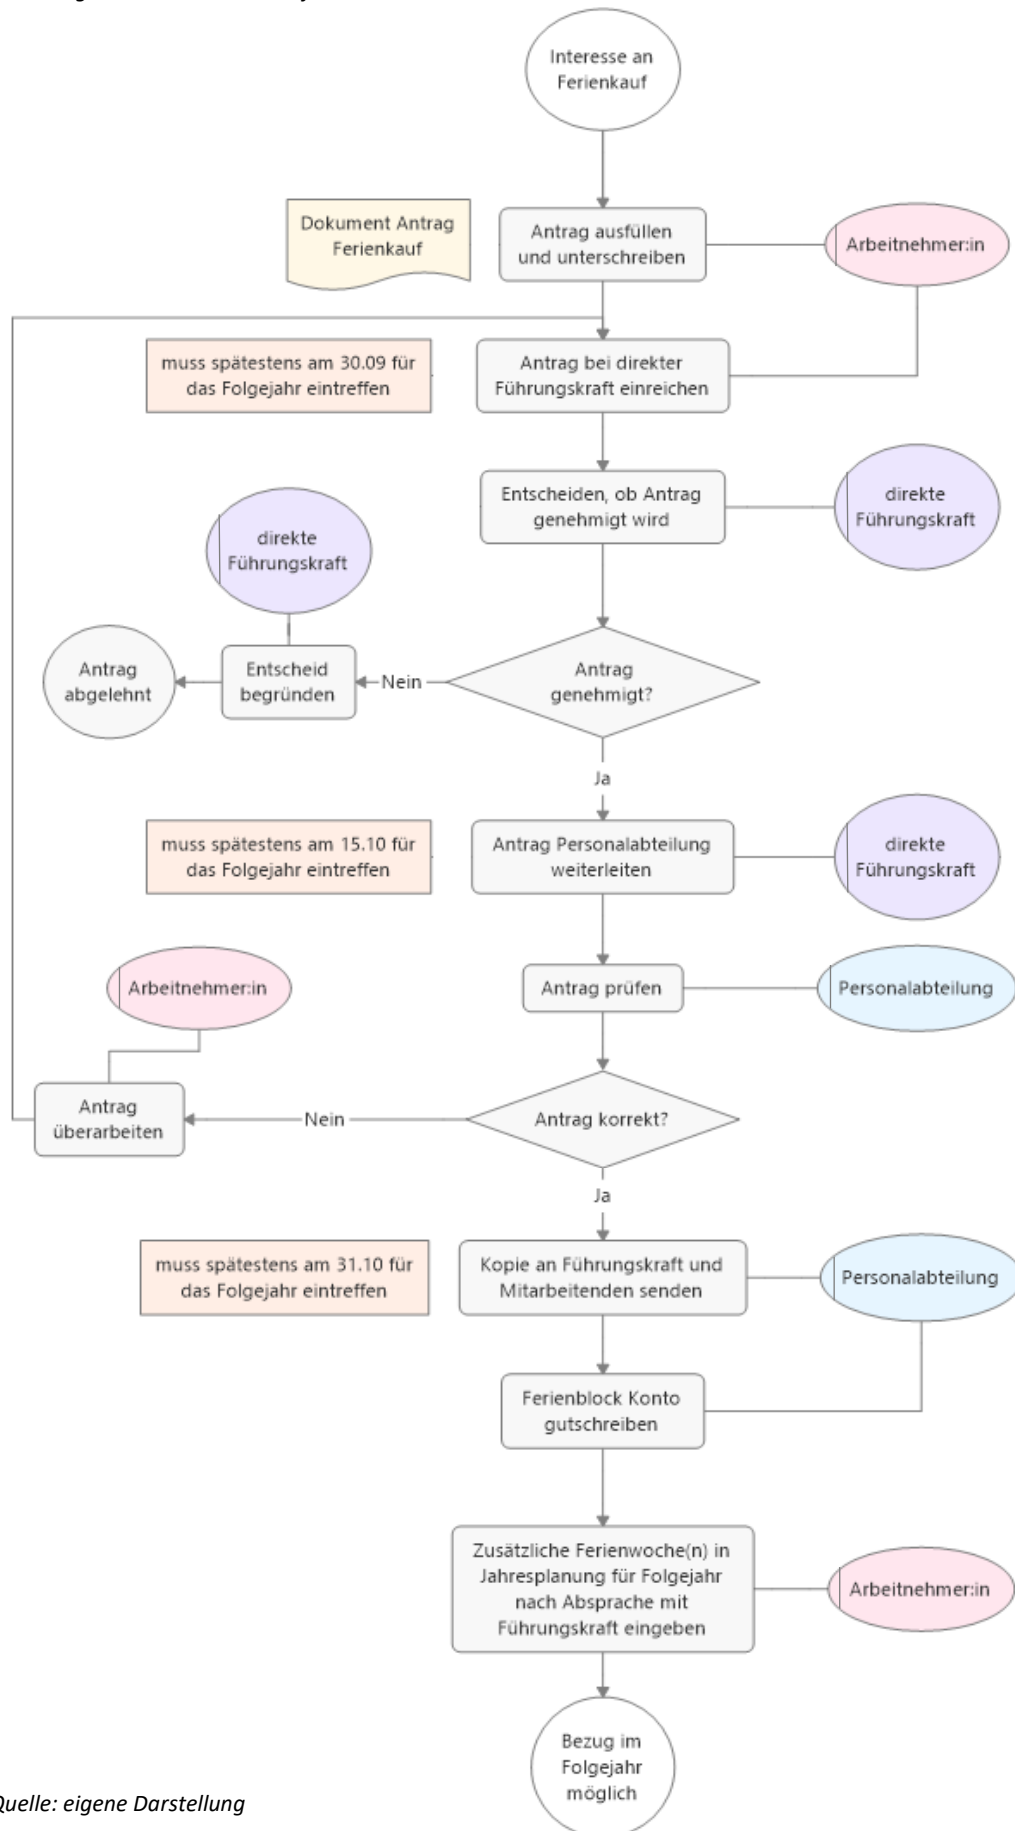 Interesse an
Ferienkauf
Dokument Antrag
Ferienkauf
Antrag ausfüllen
und unterschreiben
Arbeitnehmer:in
muss spätestens am 30.09 für
das Folgejahr eintreffen
Antrag bei direkter
Führungskraft einreichen
Entscheiden, ob Antrag
genehmigt wird
direkte
Führungskraft
direkte
Führungskraft
Antrag
abgelehnt
Entscheid
begründen
Nein
Antrag
genehmigt?
Ja
muss spätestens am 15.10 für
das Folgejahr eintreffen
Antrag Personalabteilung
weiterleiten
direkte
Führungskraft
Arbeitnehmer:in
Antrag prüfen
Personalabteilung
Antrag
überarbeiten
Nein
Antrag korrekt?
Ja
muss spätestens am 31.10 für
das Folgejahr eintreffen
Kopie an Führungskraft und
Mitarbeitenden senden
Personalabteilung
Ferienblock Konto
gutschreiben
Zusätzliche Ferienwoche(n) in
Jahresplanung für Folgejahr
nach Absprache mit
Führungskraft eingeben
Arbeitnehmer:in
Bezug im
Folgejahr
möglich
Quelle: eigene Darstellung